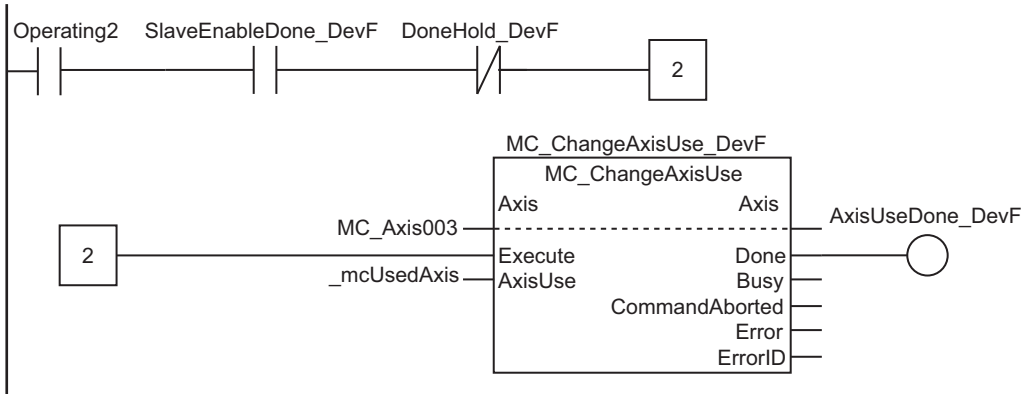 Operating2 SlaveEnableDone_DevF DoneHold_DevF
2
MC_ChangeAxisUse_DevF
MC_ChangeAxisUse
Axis Axis
MC_Axis003
AxisUseDone_DevF
2
Execute Done
_mcUsedAxis AxisUse Busy
CommandAborted
Error
ErrorID